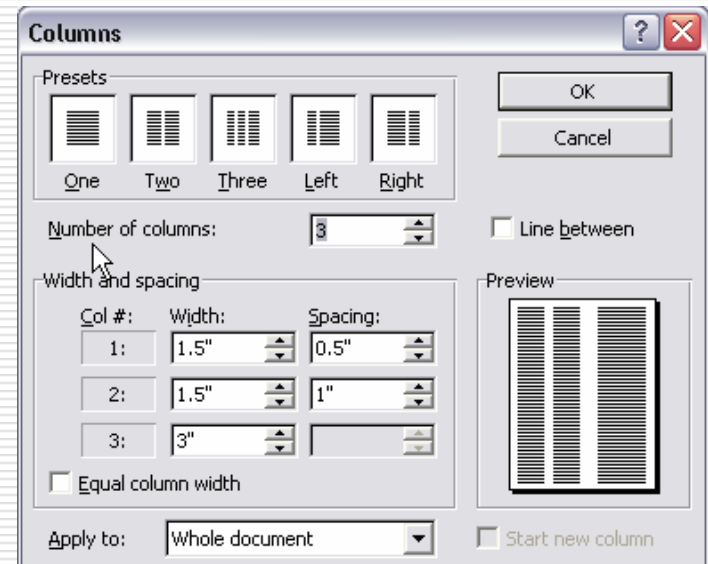 Columns
Presets
One Two Three Left Right
OK
Cancel
Number of columns: 3
Line between
Width and spacing
Col #: Width: Spacing:
1: 1.5" 0.5"
2: 1.5" 1"
3: 3"
Equal column width
Preview
Apply to: Whole document
Start new column